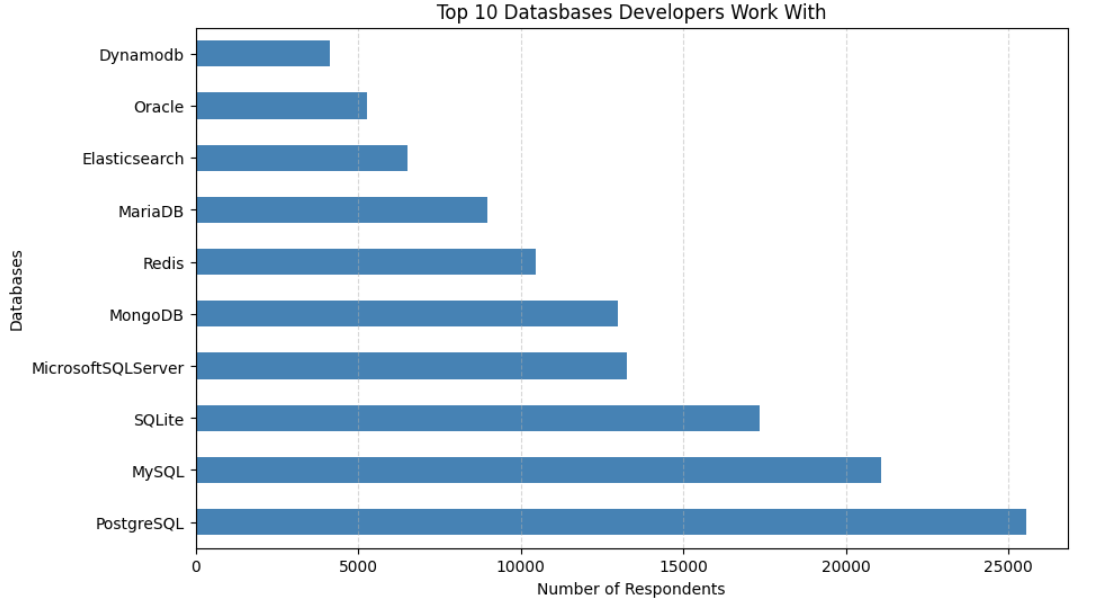 Top 10 Datasbases Developers Work With
Dynamodb
Oracle
Elasticsearch
MariaDB
Redis
MongoDB
MicrosoftSQLServer
SQLite
MySQL
PostgreSQL
Databases
0 5000 10000 15000 20000 25000
Number of Respondents